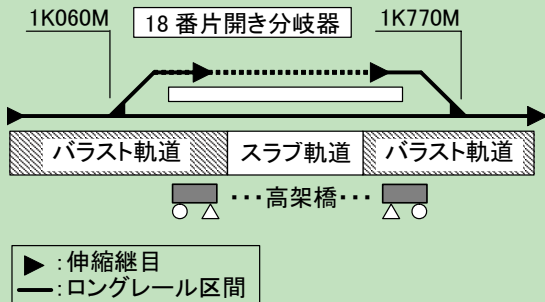 1K060M
18番片開き分岐器
1K770M
バラスト軌道
スラブ軌道
バラスト軌道
･･･高架橋･･･
:伸縮継目
:ロングレール区間